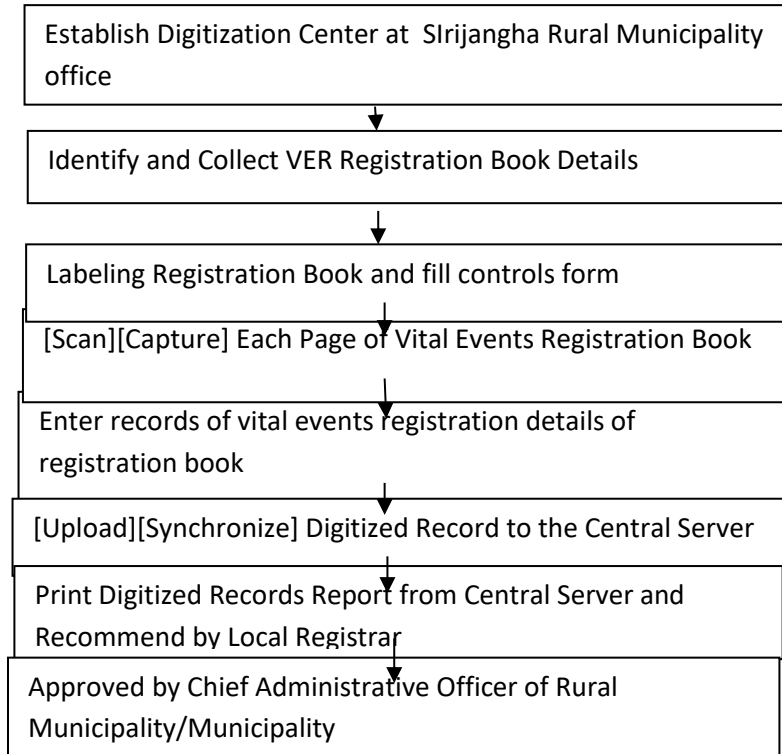 Establish Digitization Center at SIrijangha Rural Municipality
office
Identify and Collect VER Registration Book Details
Labeling Registration Book and fill controls form
[Scan][Capture] Each Page of Vital Events Registration Book
Enter records of vital events registration details of
registration book
[Upload][Synchronize] Digitized Record to the Central Server
Print Digitized Records Report from Central Server and
Recommend by Local Registrar
Approved by Chief Administrative Officer of Rural
Municipality/Municipality